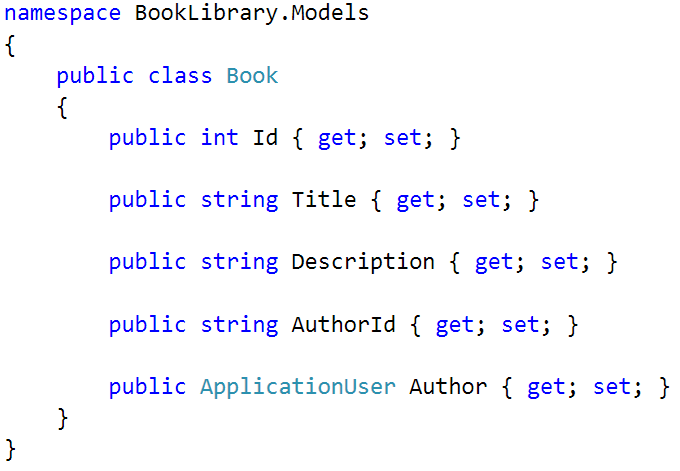 namespace BookLibrary.Models
{
    public class Book
    {
        public int Id { get; set; }
        public string Title { get; set; }
        public string Description { get; set; }
        public string AuthorId { get; set; }
        public ApplicationUser Author { get; set; }
    }
}